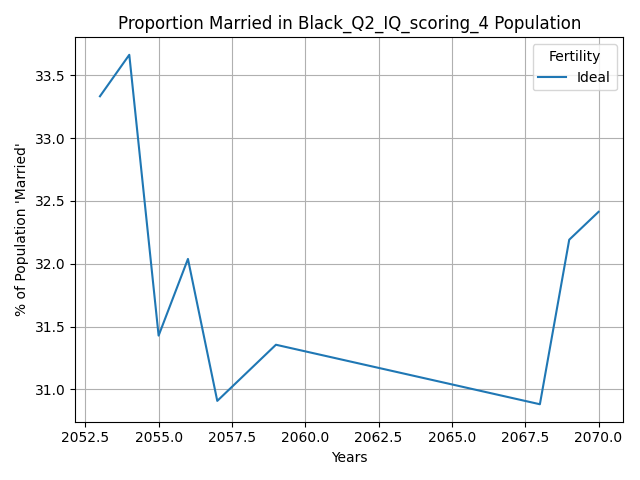 Proportion Married in Black_Q2_IQ_scoring_4 Population
Fertility
Ideal
% of Population 'Married'
33.5
33.0
32.5
32.0
31.5
31.0
2052.5 2055.0 2057.5 2060.0 2062.5 2065.0 2067.5 2070.0
Years